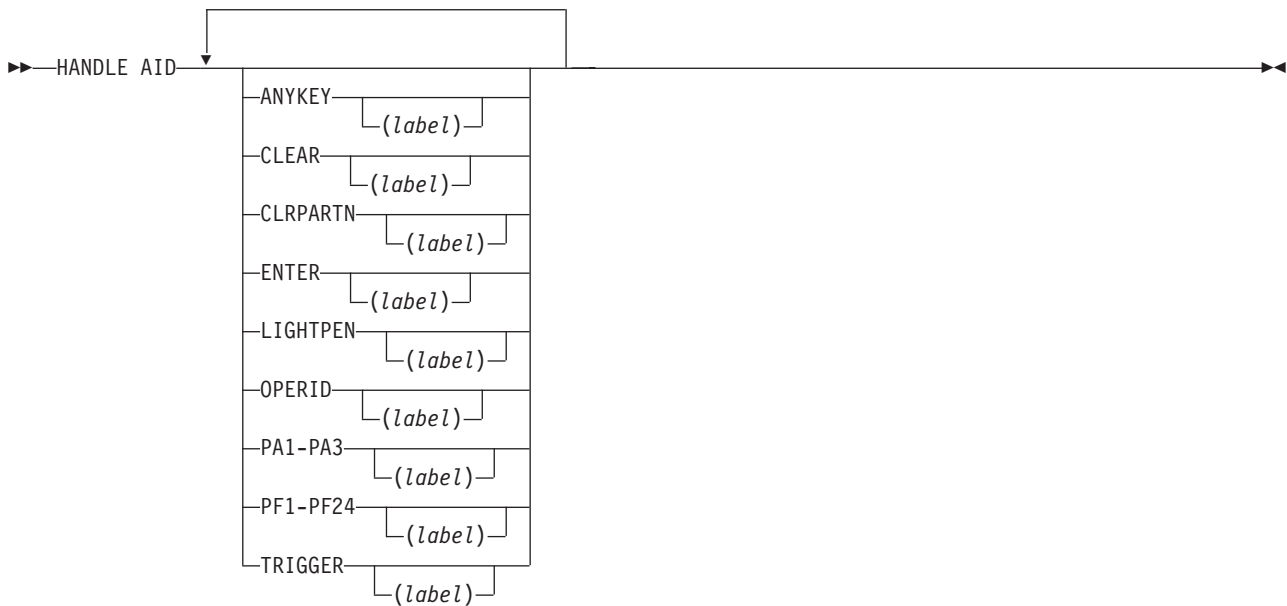 HANDLE AID
ANYKEY
(label)
CLEAR
(label)
CLRPARTN
(label)
ENTER
(label)
LIGHTPEN
(label)
OPERID
(label)
PA1-PA3
(label)
PF1-PF24
(label)
TRIGGER
(label)